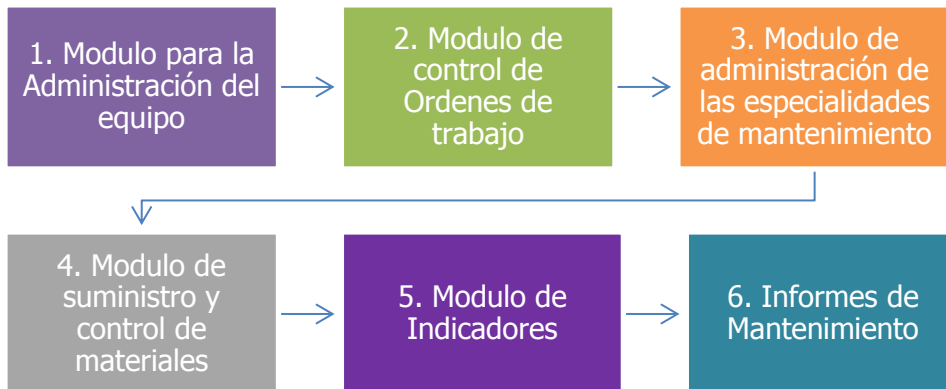 1. Modulo para la
Administración del
equipo
2. Modulo de
control de
Ordenes de
trabajo
3. Modulo de
administración de
las especialidades
de mantenimiento
4. Modulo de
suministro y
control de
materiales
5. Modulo de
Indicadores
6. Informes de
Mantenimiento